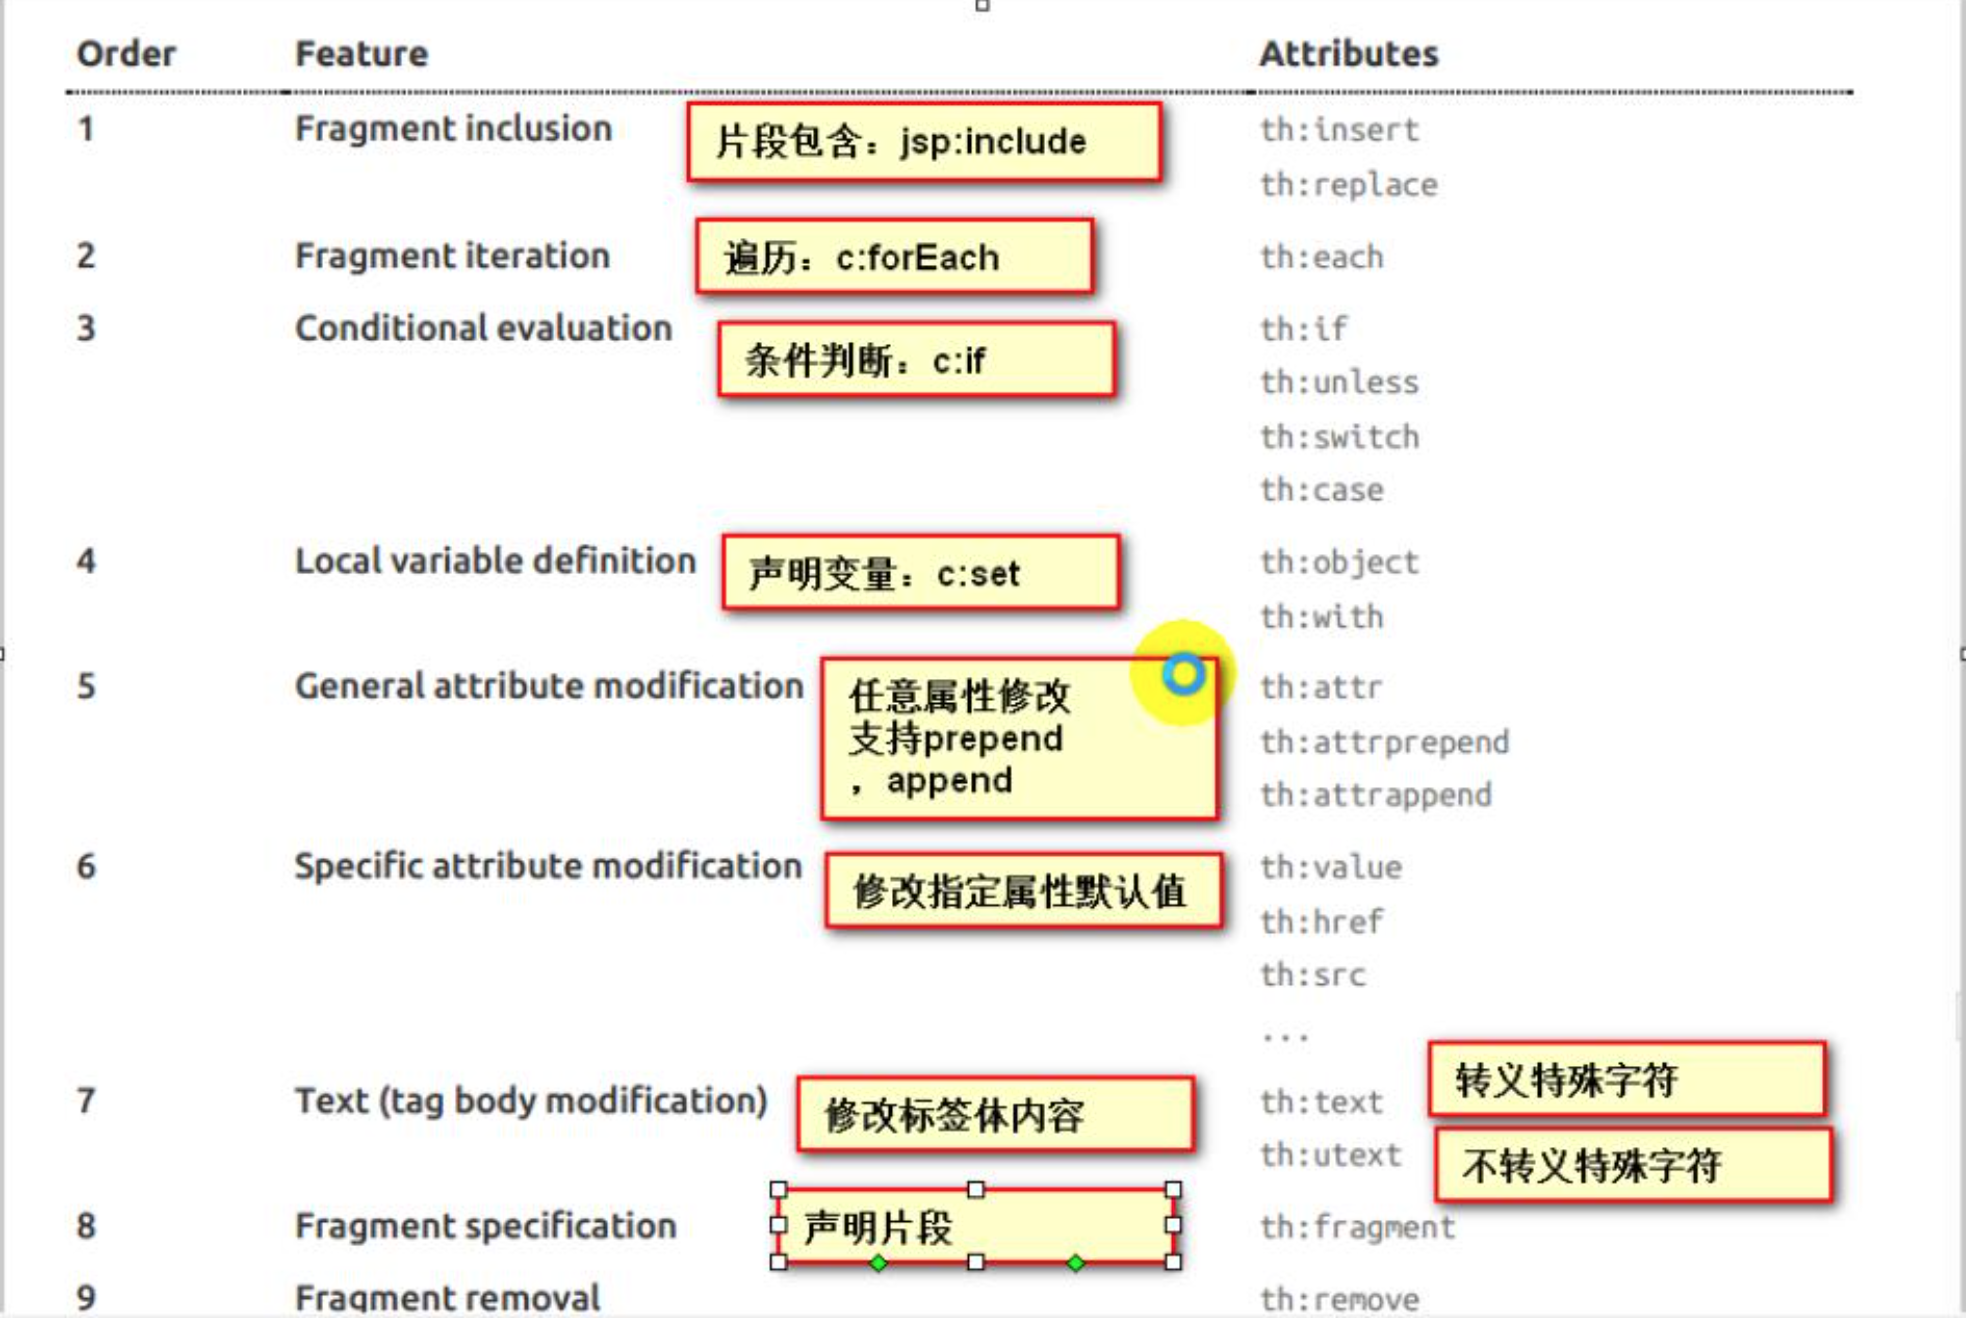 Order Feature Attributes
1 Fragment inclusion 片段包含：jsp:include th:insert
th:replace
2 Fragment iteration 遍历：c:forEach th:each
3 Conditional evaluation 条件判断：c:if th:if
th:unless
th:switch
th:case
4 Local variable definition 声明变量：c:set th:object
th:with
5 General attribute modification 任意属性修改 th:attr
支持prepend th:attrprepend
，append th:attrappend
6 Specific attribute modification 修改指定属性默认值 th:value
th:href
th:src
...
7 Text (tag body modification) 修改标签体内容 th:text 转义特殊字符
th:utext 不转义特殊字符
8 Fragment specification 声明片段 th:fragment
9 Fragment removal th:remove